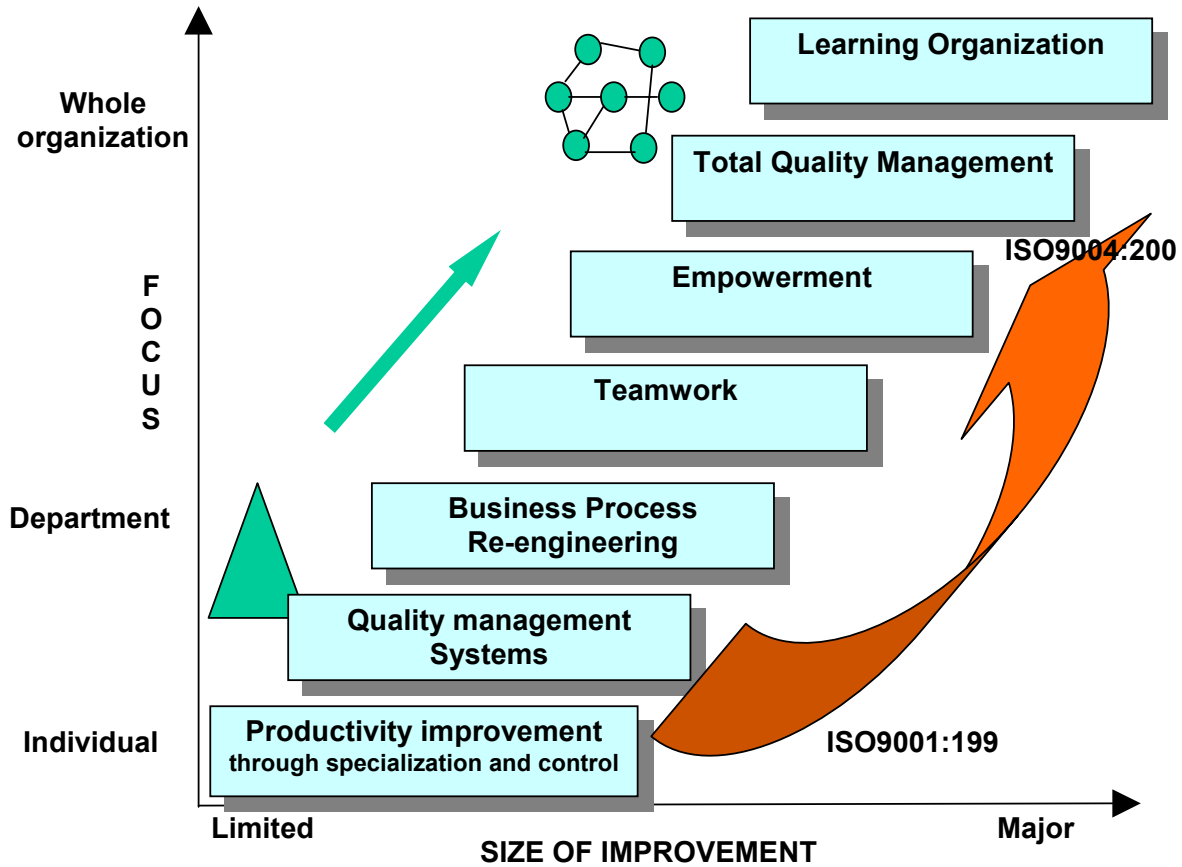 Learning Organization
Whole
organization
Total Quality Management
ISO9004:200
Empowerment
F
O
C
U
S
Teamwork
Department
Business Process
Re-engineering
Quality management
Systems
Individual
Productivity improvement
through specialization and control
ISO9001:199
Limited
Major
SIZE OF IMPROVEMENT